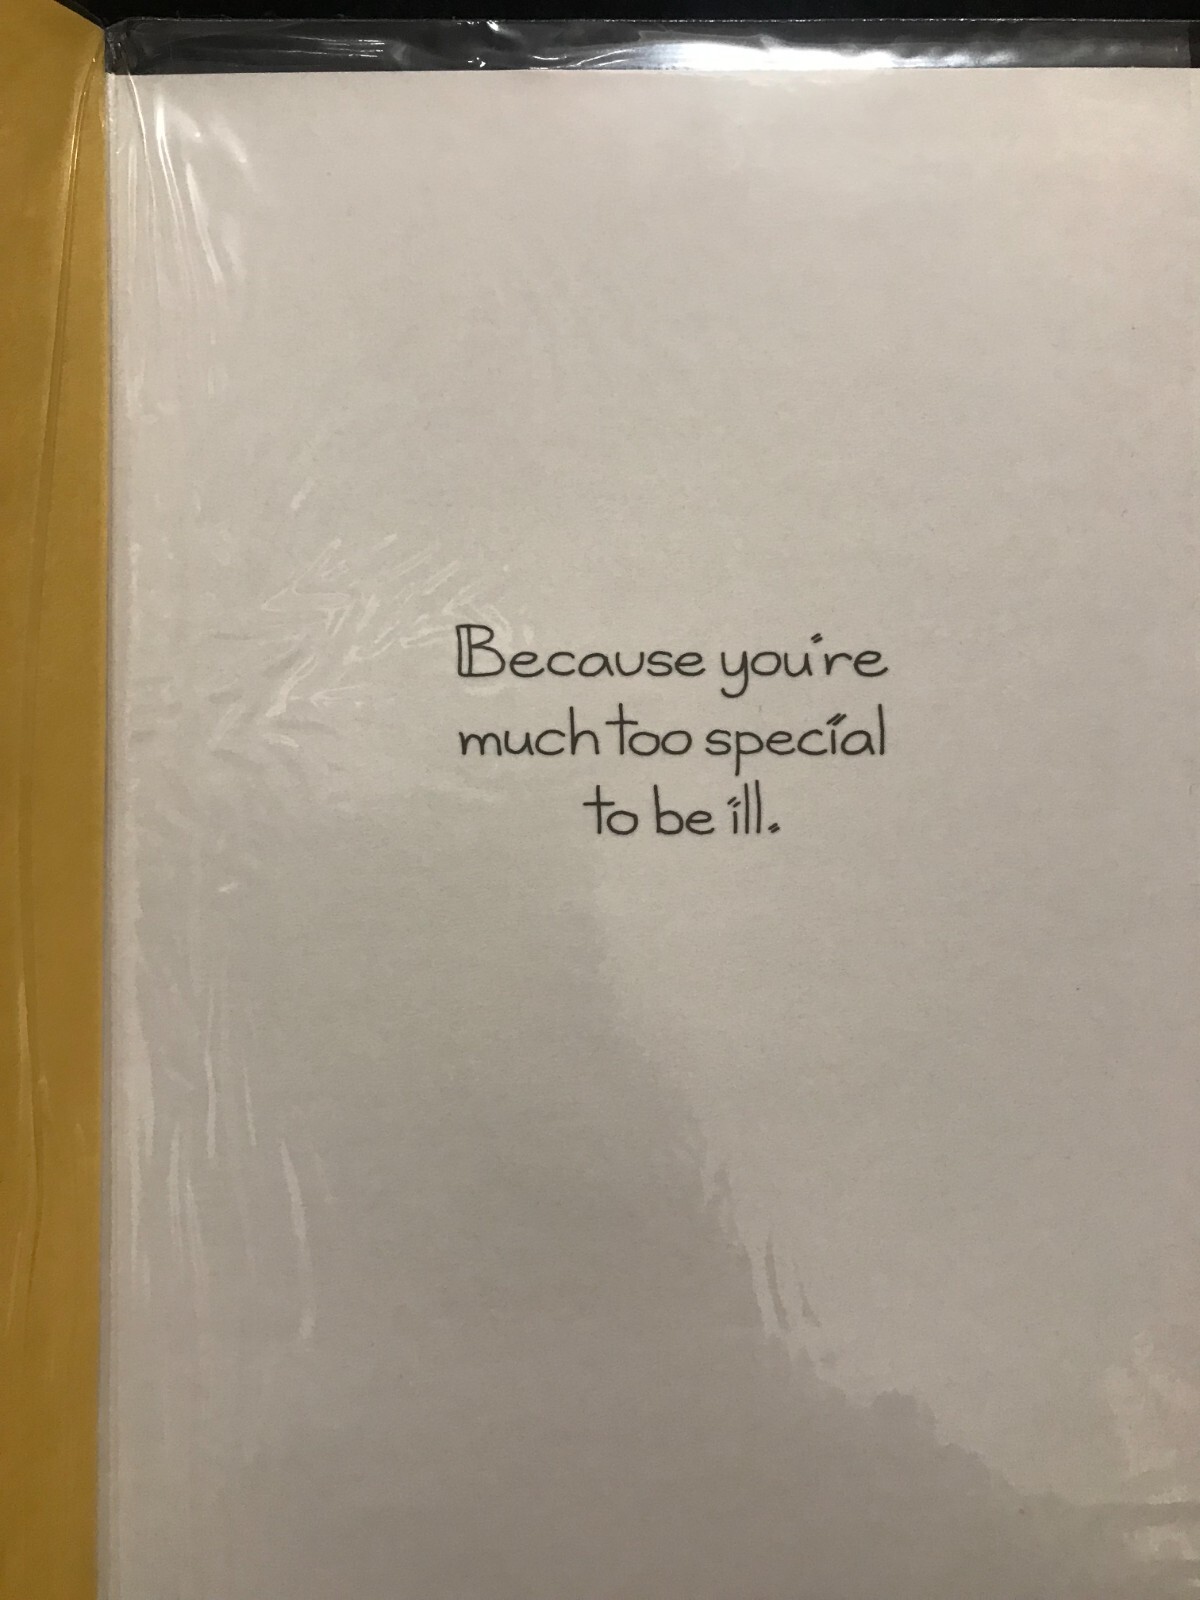 Because you're
much too special
to be ill.